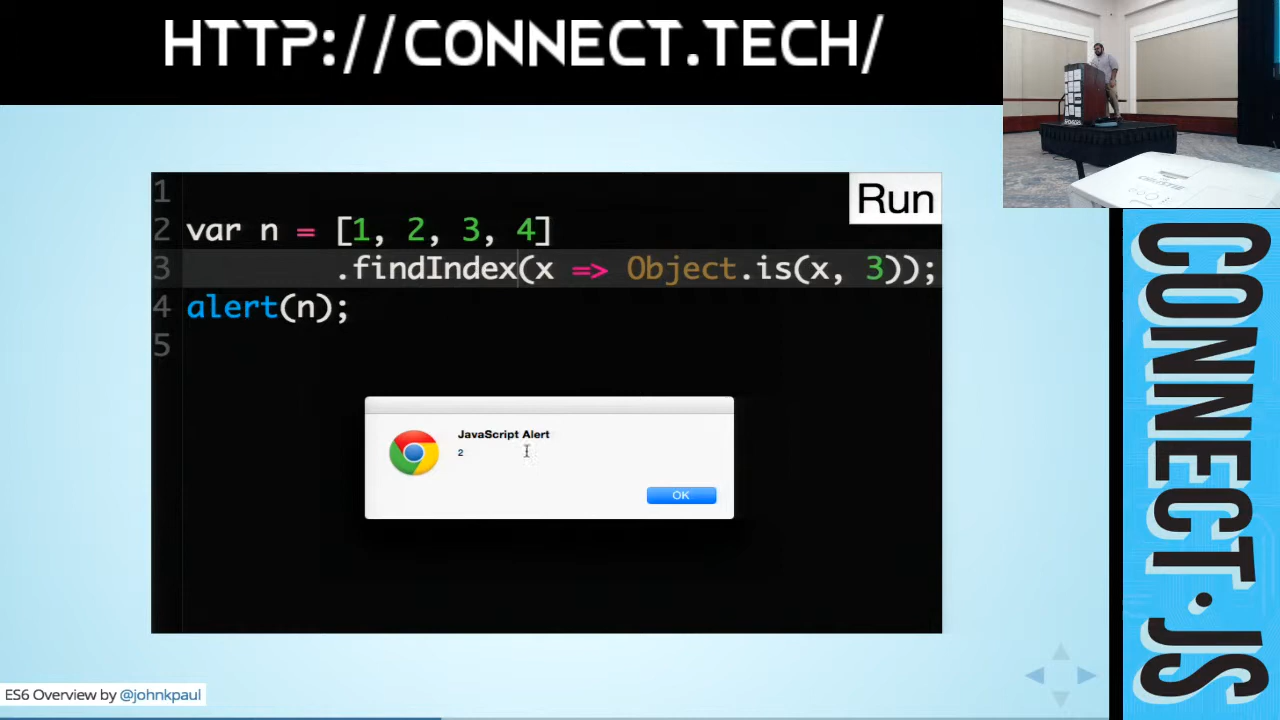 HTTP://CONNECT.TECH/
Run
1
2 var n = [1, 2, 3, 4]
3 .findIndex(x => Object.is(x, 3));
4 alert(n);
5
JavaScript Alert
2
OK
ES6 Overview by @johnkpaul
CHRISTIE
CONNECT.JS